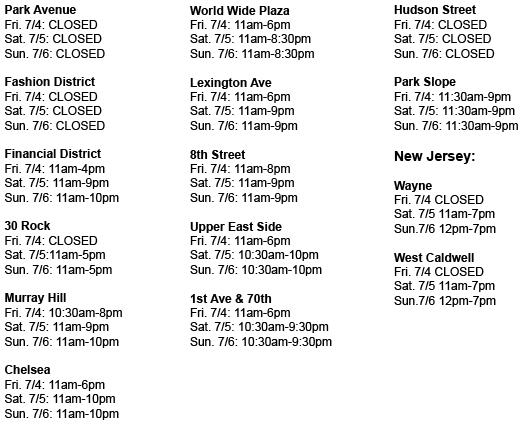 Park Avenue
Fri. 7/4: CLOSED
Sat. 7/5: CLOSED
Sun. 7/6: CLOSED
Fashion District
Fri. 7/4: CLOSED
Sat. 7/5: CLOSED
Sun. 7/6: CLOSED
Financial District
Fri. 7/4: 11am-4pm
Sat. 7/5: 11am-9pm
Sun. 7/6: 11am-10pm
30 Rock
Fri. 7/4: CLOSED
Sat. 7/5:11am-5pm
Sun. 7/6: 11am-5pm
Murray Hill
Fri. 7/4: 10:30am-8pm
Sat. 7/5: 11am-9pm
Sun. 7/6: 11am-10pm
Chelsea
Fri. 7/4: 11am-6pm
Sat. 7/5: 11am-10pm
Sun. 7/6: 11am-10pm
World Wide Plaza
Fri. 7/4: 11am-6pm
Sat. 7/5: 11am-8:30pm
Sun. 7/6: 11am-8:30pm
Lexington Ave
Fri. 7/4: 11am-6pm
Sat. 7/5: 11am-9pm
Sun. 7/6: 11am-9pm
8th Street
Fri. 7/4: 11am-8pm
Sat. 7/5: 11am-9pm
Sun. 7/6: 11am-9pm
Upper East Side
Fri. 7/4: 11am-6pm
Sat. 7/5: 10:30am-10pm
Sun. 7/6: 10:30am-10pm
1st Ave & 70th
Fri. 7/4: 11am-6pm
Sat. 7/5: 10:30am-9:30pm
Sun. 7/6: 10:30am-9:30pm
Hudson Street
Fri. 7/4: CLOSED
Sat. 7/5: CLOSED
Sun. 7/6: CLOSED
Park Slope
Fri. 7/4: 11:30am-9pm
Sat. 7/5: 11:30am-9pm
Sun. 7/6: 11:30am-9pm
New Jersey:
Wayne
Fri. 7/4 CLOSED
Sat. 7/5 11am-7pm
Sun.7/6 12pm-7pm
West Caldwell
Fri. 7/4 CLOSED
Sat. 7/5 11am-7pm
Sun.7/6 12pm-7pm